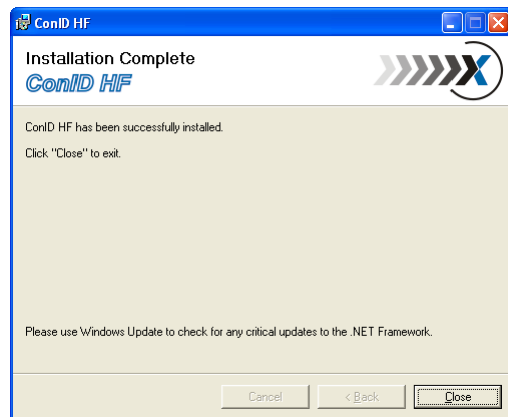 ConID HF
Installation Complete
ConID HF
ConID HF has been successfully installed.
Click "Close" to exit.
Please use Windows Update to check for any critical updates to the .NET Framework.
Cancel
< Back
Close